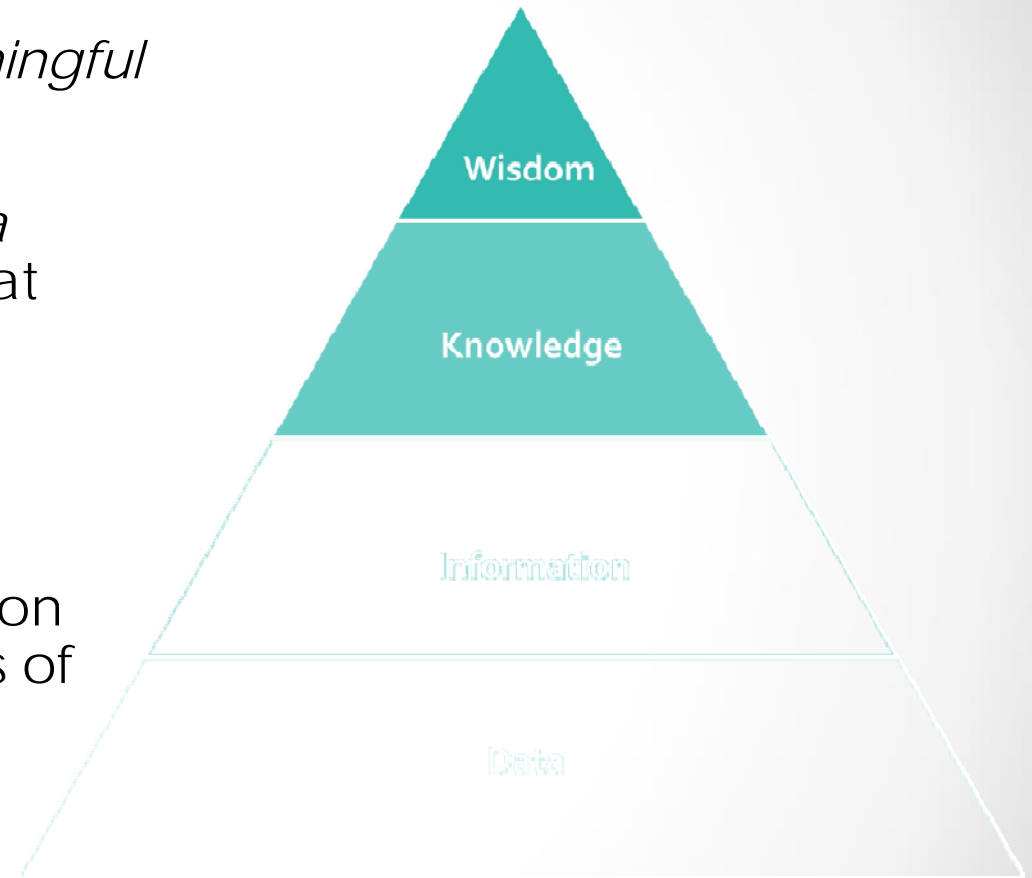 ningful
a
at
on
s of
Wisdom
Knowledge
Information
Data